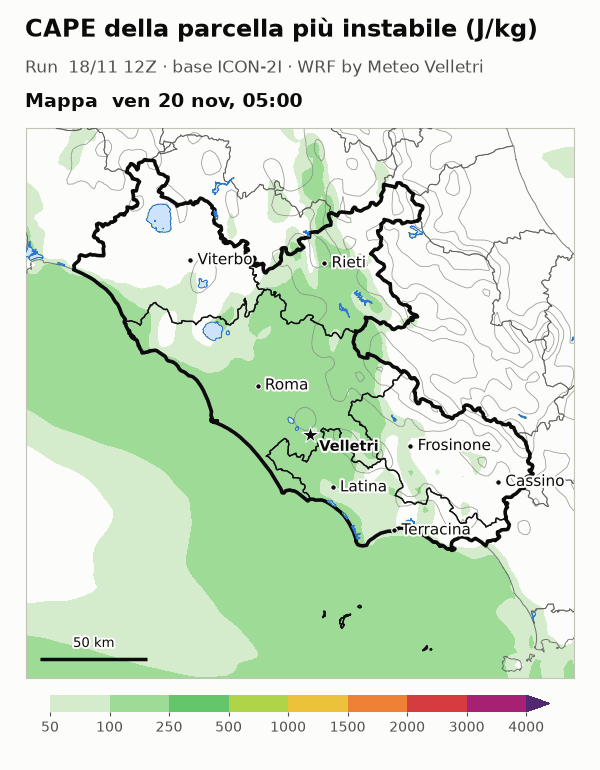 CAPE della parcella più instabile (J/kg)
Run  18/11 12Z · base ICON-2I · WRF by Meteo Velletri
Mappa  ven 20 nov, 05:00
Viterbo
Rieti
Roma
Velletri
Frosinone
Cassino
Latina
Terracina
50 km
50 100 250 500 1000 1500 2000 3000 4000